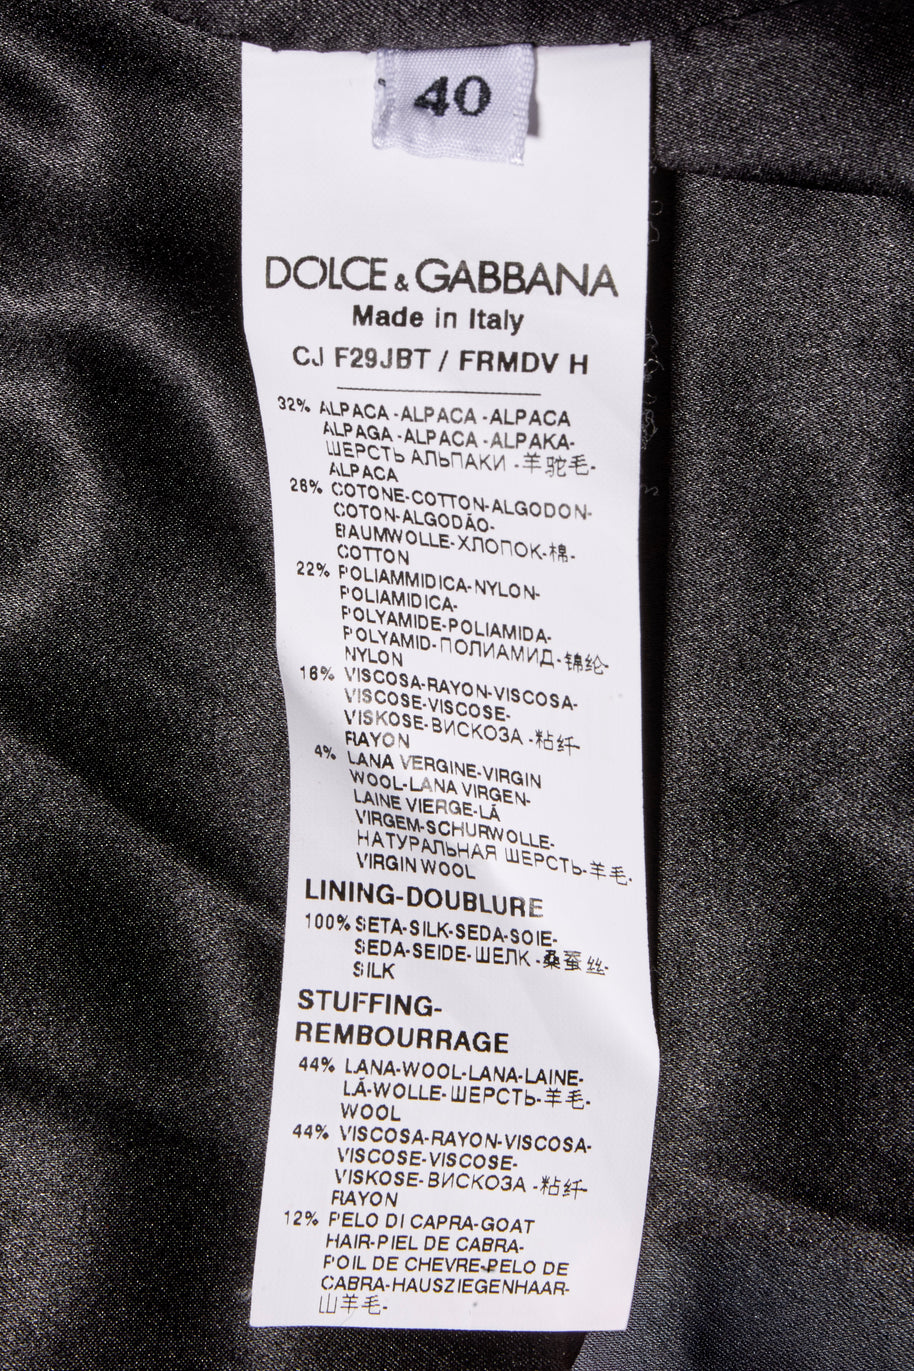 40
DOLCE & GABBANA
Made in Italy
CJ F29JBT / FRMDV H
32% ALPACA-ALPACA-ALPACA
ALPAGA-ALPACA-ALPAKA-
ШЕРСТЬ АЛЬПАКИ-羊驼毛-
ALPACA
28% COTONE-COTTON-ALGODON-
COTON-ALGODÃO-
BAUMWOLLE-ХЛОПОК-棉-
COTTON
22% POLIAMMIDICA-NYLON-
POLIAMIDICA-
POLYAMIDE-POLIAMIDA-
POLYAMID-ПОЛИАМИД-锦纶-
NYLON
16% VISCOSA-RAYON-VISCOSA-
VISCOSE-VISCOSE-
VISKOSE-ВИСКОЗА-粘纤-
RAYON
4% LANA VERGINE-VIRGIN
WOOL-LANA VIRGEN-
LAINE VIERGE-LÃ
VIRGEM-SCHURWOLLE-
НАТУРАЛЬНАЯ ШЕРСТЬ-羊毛-
VIRGIN WOOL
LINING-DOUBLURE
100% SETA-SILK-SEDA-SOIE-
SEDA-SEIDE-ШЕЛК-桑蚕丝-
SILK
STUFFING-
REMBOURRAGE
44% LANA-WOOL-LANA-LAINE-
LÃ-WOLLE-ШЕРСТЬ-羊毛-
WOOL
44% VISCOSA-RAYON-VISCOSA-
VISCOSE-VISCOSE-
VISKOSE-ВИСКОЗА-粘纤-
RAYON
12% PELO DI CAPRA-GOAT
HAIR-PIEL DE CABRA-
POIL DE CHEVRE-PELO DE
CABRA-HAUSZIEGENHAAR-
山羊毛-